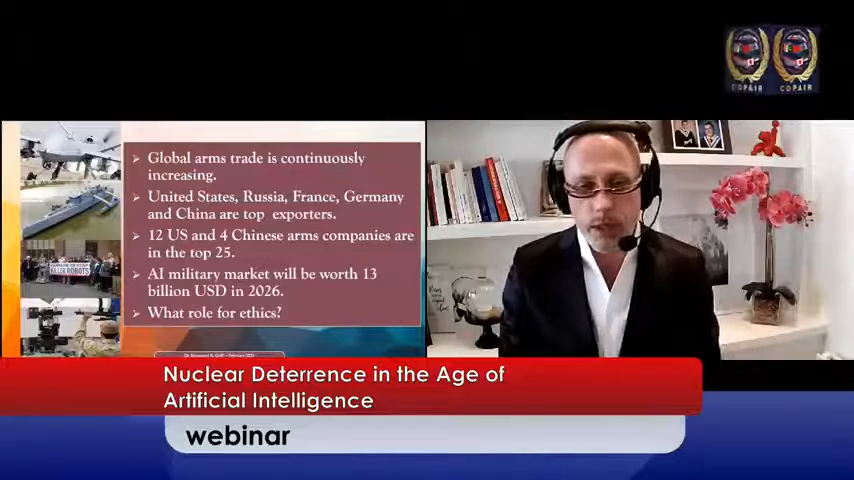 COPAIR COPAIR
➢ Global arms trade is continuously
increasing.
➢ United States, Russia, France, Germany
and China are top exporters.
➢ 12 US and 4 Chinese arms companies are
in the top 25.
➢ AI military market will be worth 13
billion USD in 2026.
➢ What role for ethics?
KILLER ROBOTS
Nuclear Deterrence in the Age of
Artificial Intelligence
webinar